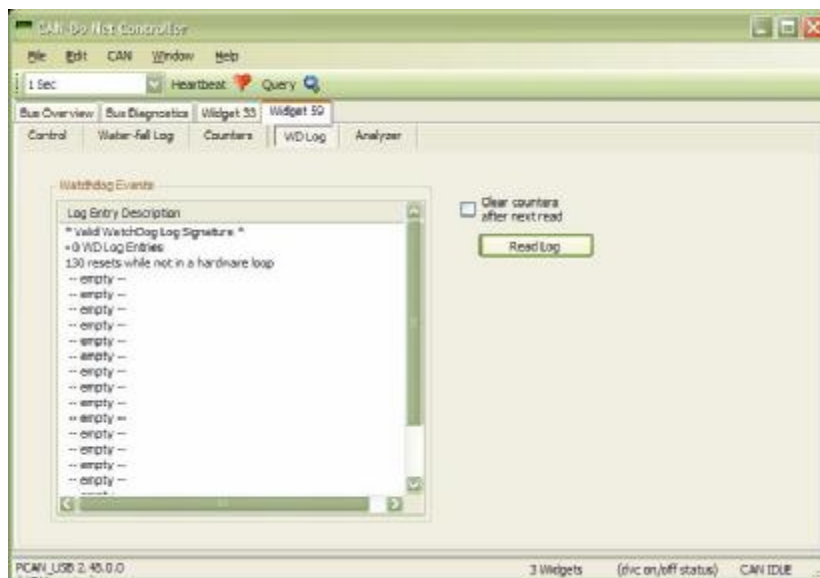 CAN-Do Net Controller
File Edit CAN Window Help
1 Sec Heartbeat Query
Bus Overview Bus Diagnostics Widget 33 Widget 59
Control Water-fall Log Counters WD Log Analyzer
Watchdog Events
Log Entry Description
* Valid WatchDog Log Signature *
0 WD Log Entries
130 resets while not in a hardware loop
-- empty --
-- empty --
-- empty --
-- empty --
-- empty --
-- empty --
-- empty --
-- empty --
-- empty --
-- empty --
-- empty --
-- empty --
-- empty --
-- empty --
Clear counters
after next read
Read Log
PCAN_USB 2.48.0.0 3 Widgets (dvc on/off status) CAN IDLE